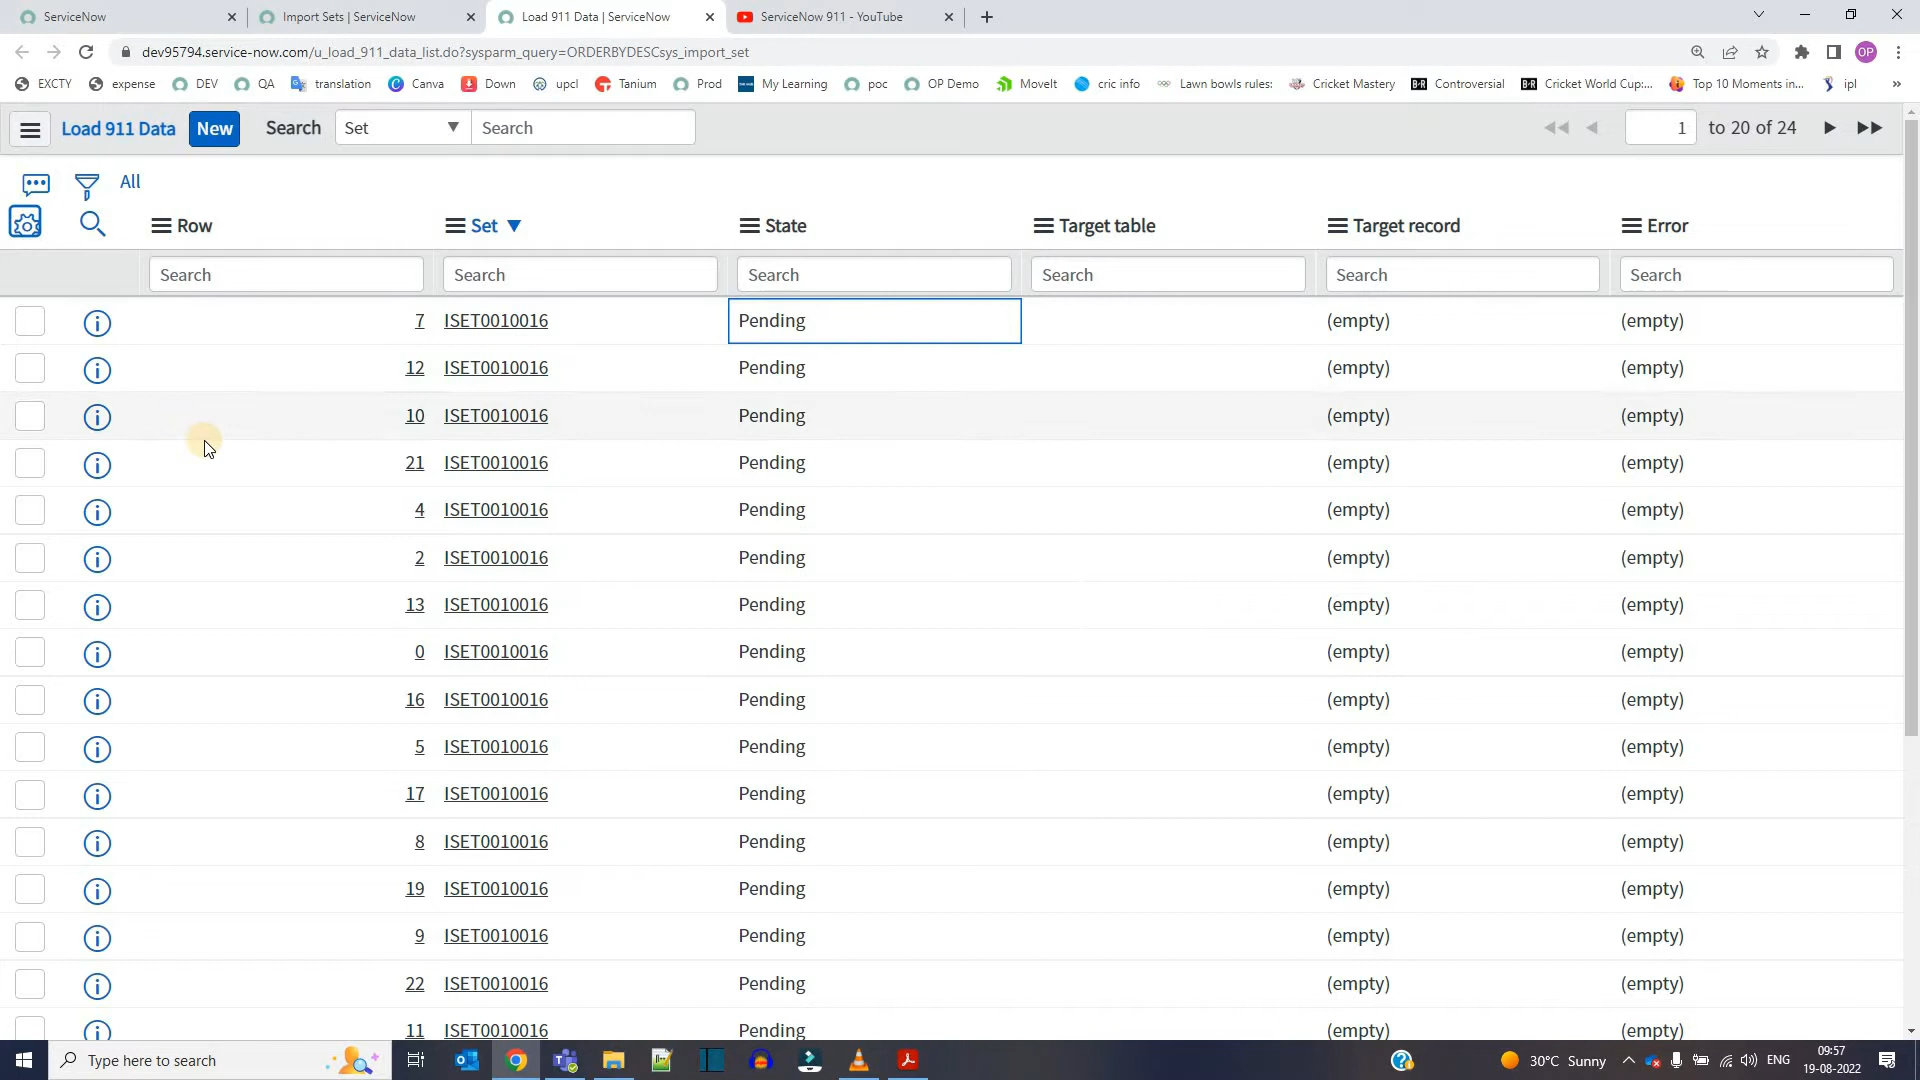 ServiceNow
Import Sets | ServiceNow
Load 911 Data | ServiceNow
ServiceNow 911 - YouTube
dev95794.service-now.com/u_load_911_data_list.do?sysparm_query=ORDERBYDESCsys_import_set
OP
EXCTY expense DEV QA translation Canva Down upcl Tanium Prod My Learning poc OP Demo MoveIt cric info Lawn bowls rules: Cricket Mastery B·R Controversial B·R Cricket World Cup:... Top 10 Moments in... ipl »
Load 911 Data New Search Set Search 1 to 20 of 24
All
Row Set State Target table Target record Error
Search Search Search Search Search Search
7 ISET0010016 Pending (empty) (empty)
12 ISET0010016 Pending (empty) (empty)
10 ISET0010016 Pending (empty) (empty)
21 ISET0010016 Pending (empty) (empty)
4 ISET0010016 Pending (empty) (empty)
2 ISET0010016 Pending (empty) (empty)
13 ISET0010016 Pending (empty) (empty)
0 ISET0010016 Pending (empty) (empty)
16 ISET0010016 Pending (empty) (empty)
5 ISET0010016 Pending (empty) (empty)
17 ISET0010016 Pending (empty) (empty)
8 ISET0010016 Pending (empty) (empty)
19 ISET0010016 Pending (empty) (empty)
9 ISET0010016 Pending (empty) (empty)
22 ISET0010016 Pending (empty) (empty)
11 ISET0010016 Pending (empty) (empty)
Type here to search
30°C Sunny
ENG
09:57
19-08-2022